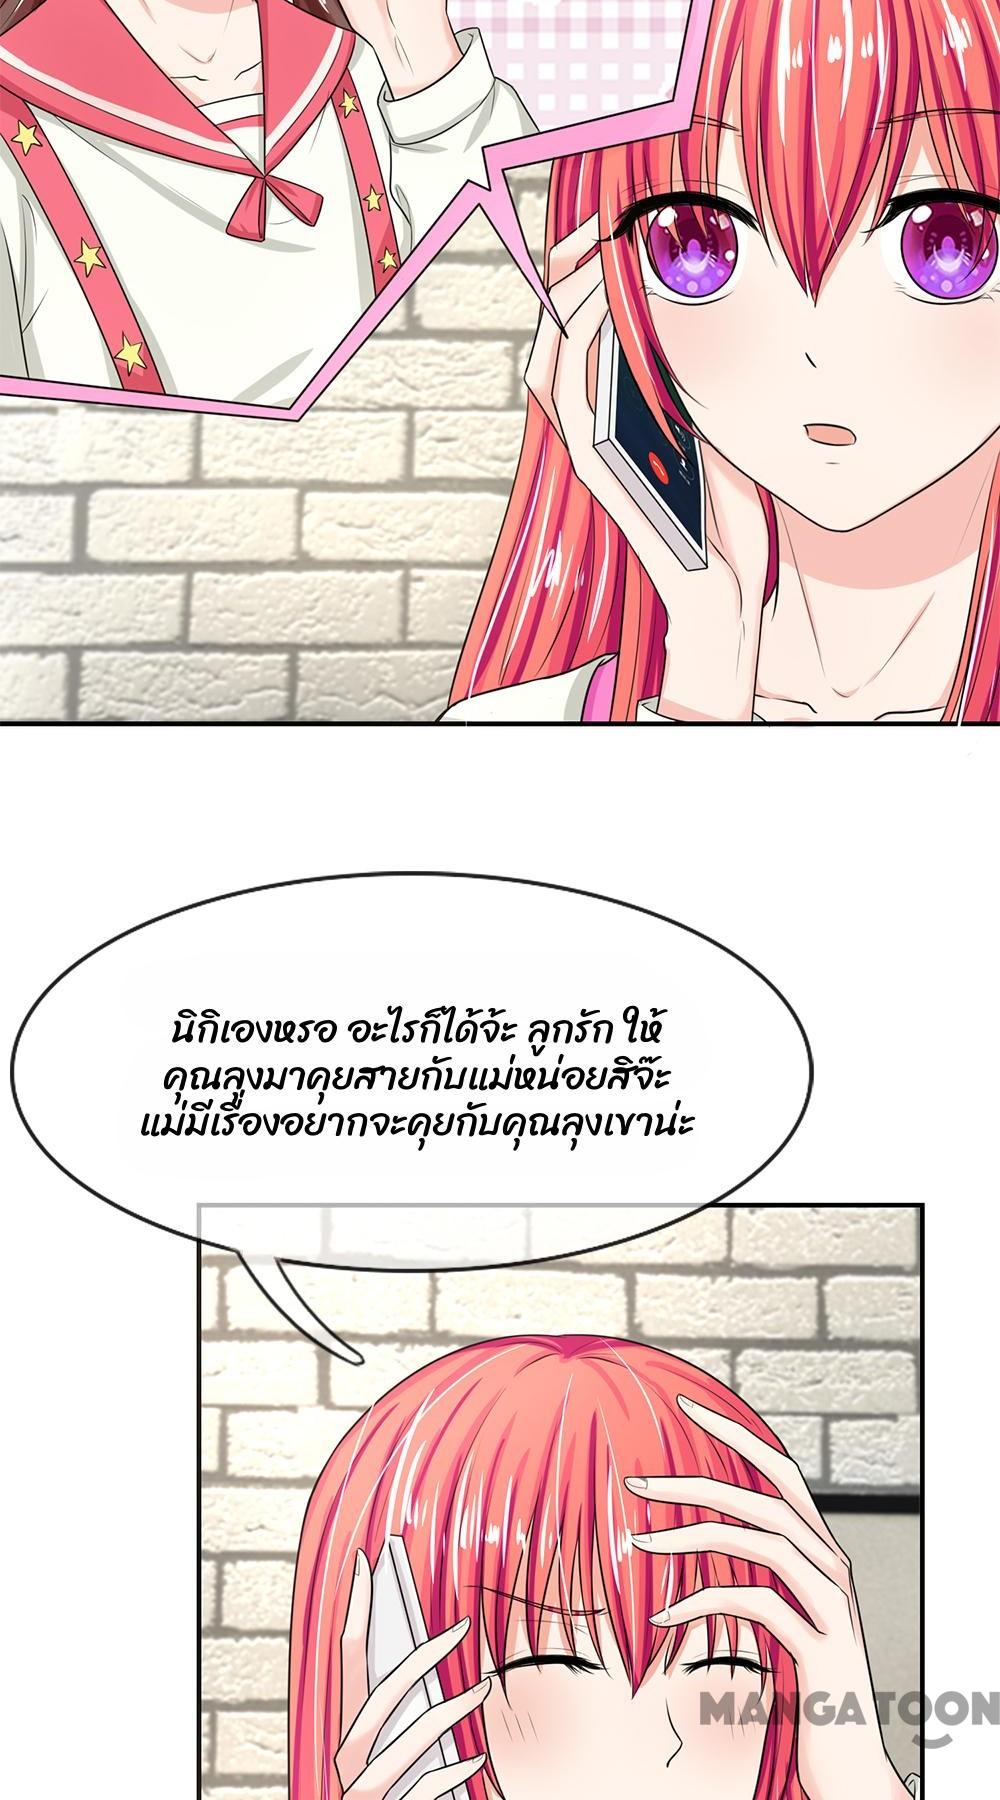 นิกิเองหรอ อะไรก็ได้จ้ะ ลูกรัก ให้
คุณลุงมาคุยสายกับแม่หน่อยสิจ๊ะ
แม่มีเรื่องอยากจะคุยกับคุณลุงเขาน่ะ
MANGATOON